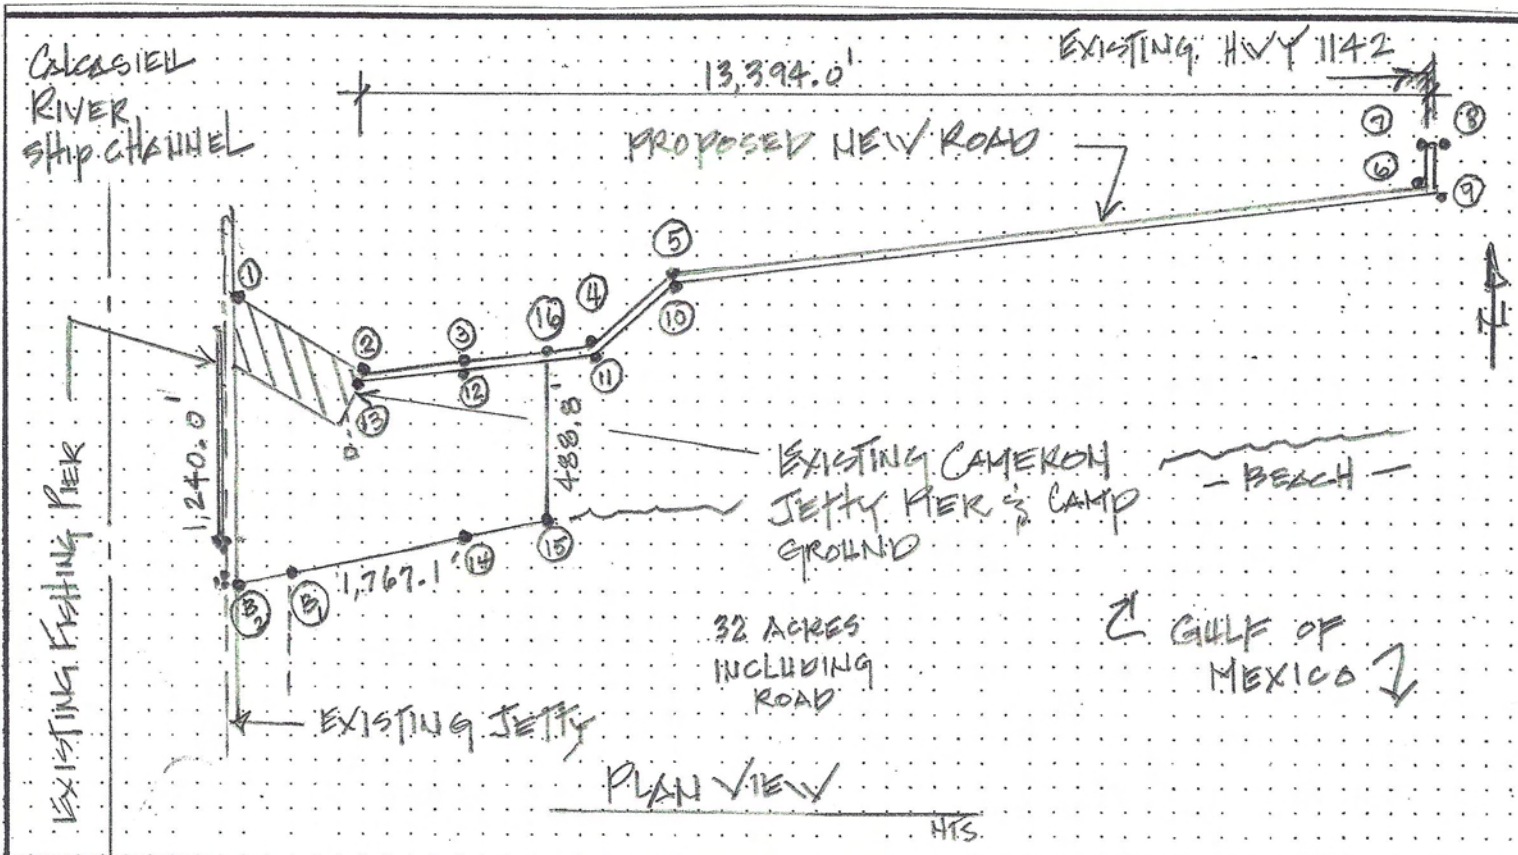 CALCASIEU
RIVER
SHIP CHANNEL
13,394.0'
EXISTING HWY 1142
PROPOSED NEW ROAD
7
8
6
9
5
10
4
16
11
3
12
2
1
13
N
1,240.0'
488.8'
EXISTING FISHING PIER
EXISTING CAMERON
JETTY PIER & CAMP
GROUND
~ BEACH ~
15
14
1,767.1'
B1
B2
32 ACRES
INCLUDING
ROAD
GULF OF
MEXICO
EXISTING JETTY
PLAN VIEW
NTS.